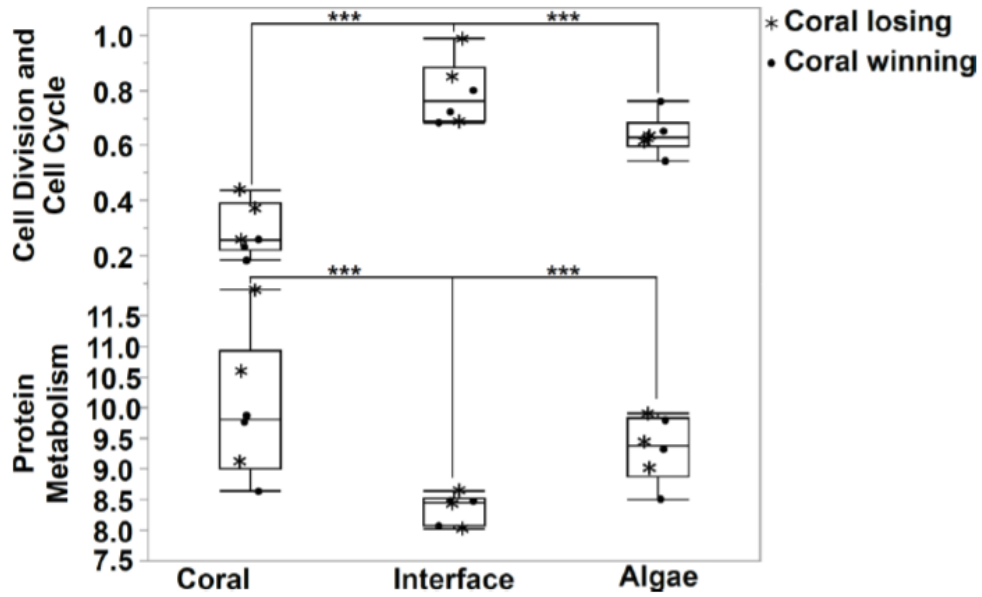 *** ***
* Coral losing
• Coral winning
Cell Division and
Cell Cycle
1.0
0.8
0.6
0.4
0.2
*** ***
Protein
Metabolism
11.5
11.0
10.5
10.0
9.5
9.0
8.5
8.0
7.5
Coral Interface Algae